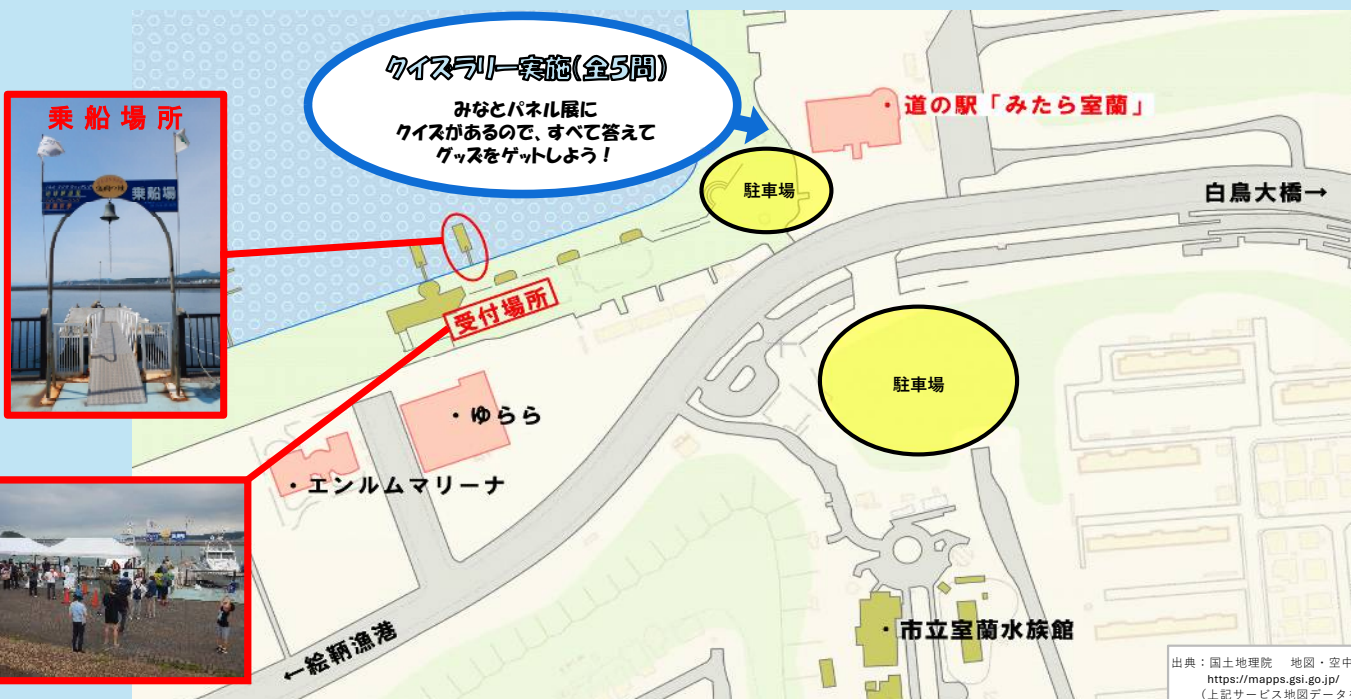 クイズラリー実施(全5問)
みなとパネル展に
クイズがあるので、すべて答えて
グッズをゲットしよう！
乗船場所
乗船場
・道の駅「みたら室蘭」
駐車場
白鳥大橋→
受付場所
駐車場
・ゆらら
・エンルムマリーナ
←絵鞆漁港
・市立室蘭水族館
出典：国土地理院 地図・空中
https://mapps.gsi.go.jp/
（上記サービス地図データ